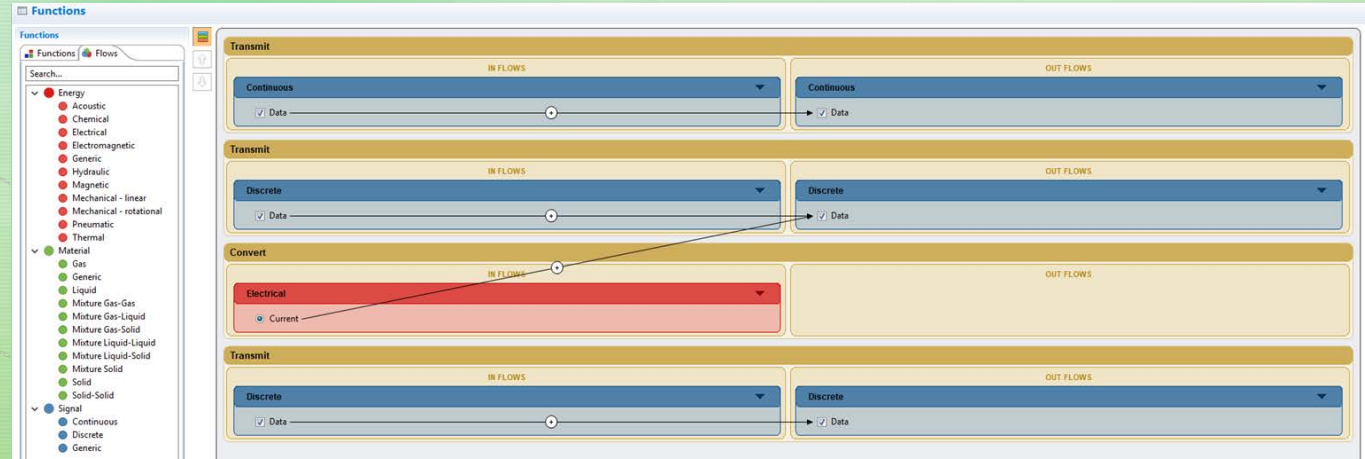 Functions
Functions
Functions Flows
Search...
Energy
Acoustic
Chemical
Electrical
Electromagnetic
Generic
Hydraulic
Magnetic
Mechanical - linear
Mechanical - rotational
Pneumatic
Thermal
Material
Gas
Generic
Liquid
Mixture Gas-Gas
Mixture Gas-Liquid
Mixture Gas-Solid
Mixture Liquid-Liquid
Mixture Liquid-Solid
Mixture Solid
Solid
Solid-Solid
Signal
Continuous
Discrete
Generic
Transmit
IN FLOWS OUT FLOWS
Continuous Continuous
Data Data
Transmit
IN FLOWS OUT FLOWS
Discrete Discrete
Data Data
Convert
IN FLOWS OUT FLOWS
Electrical
Current
Transmit
IN FLOWS OUT FLOWS
Discrete Discrete
Data Data